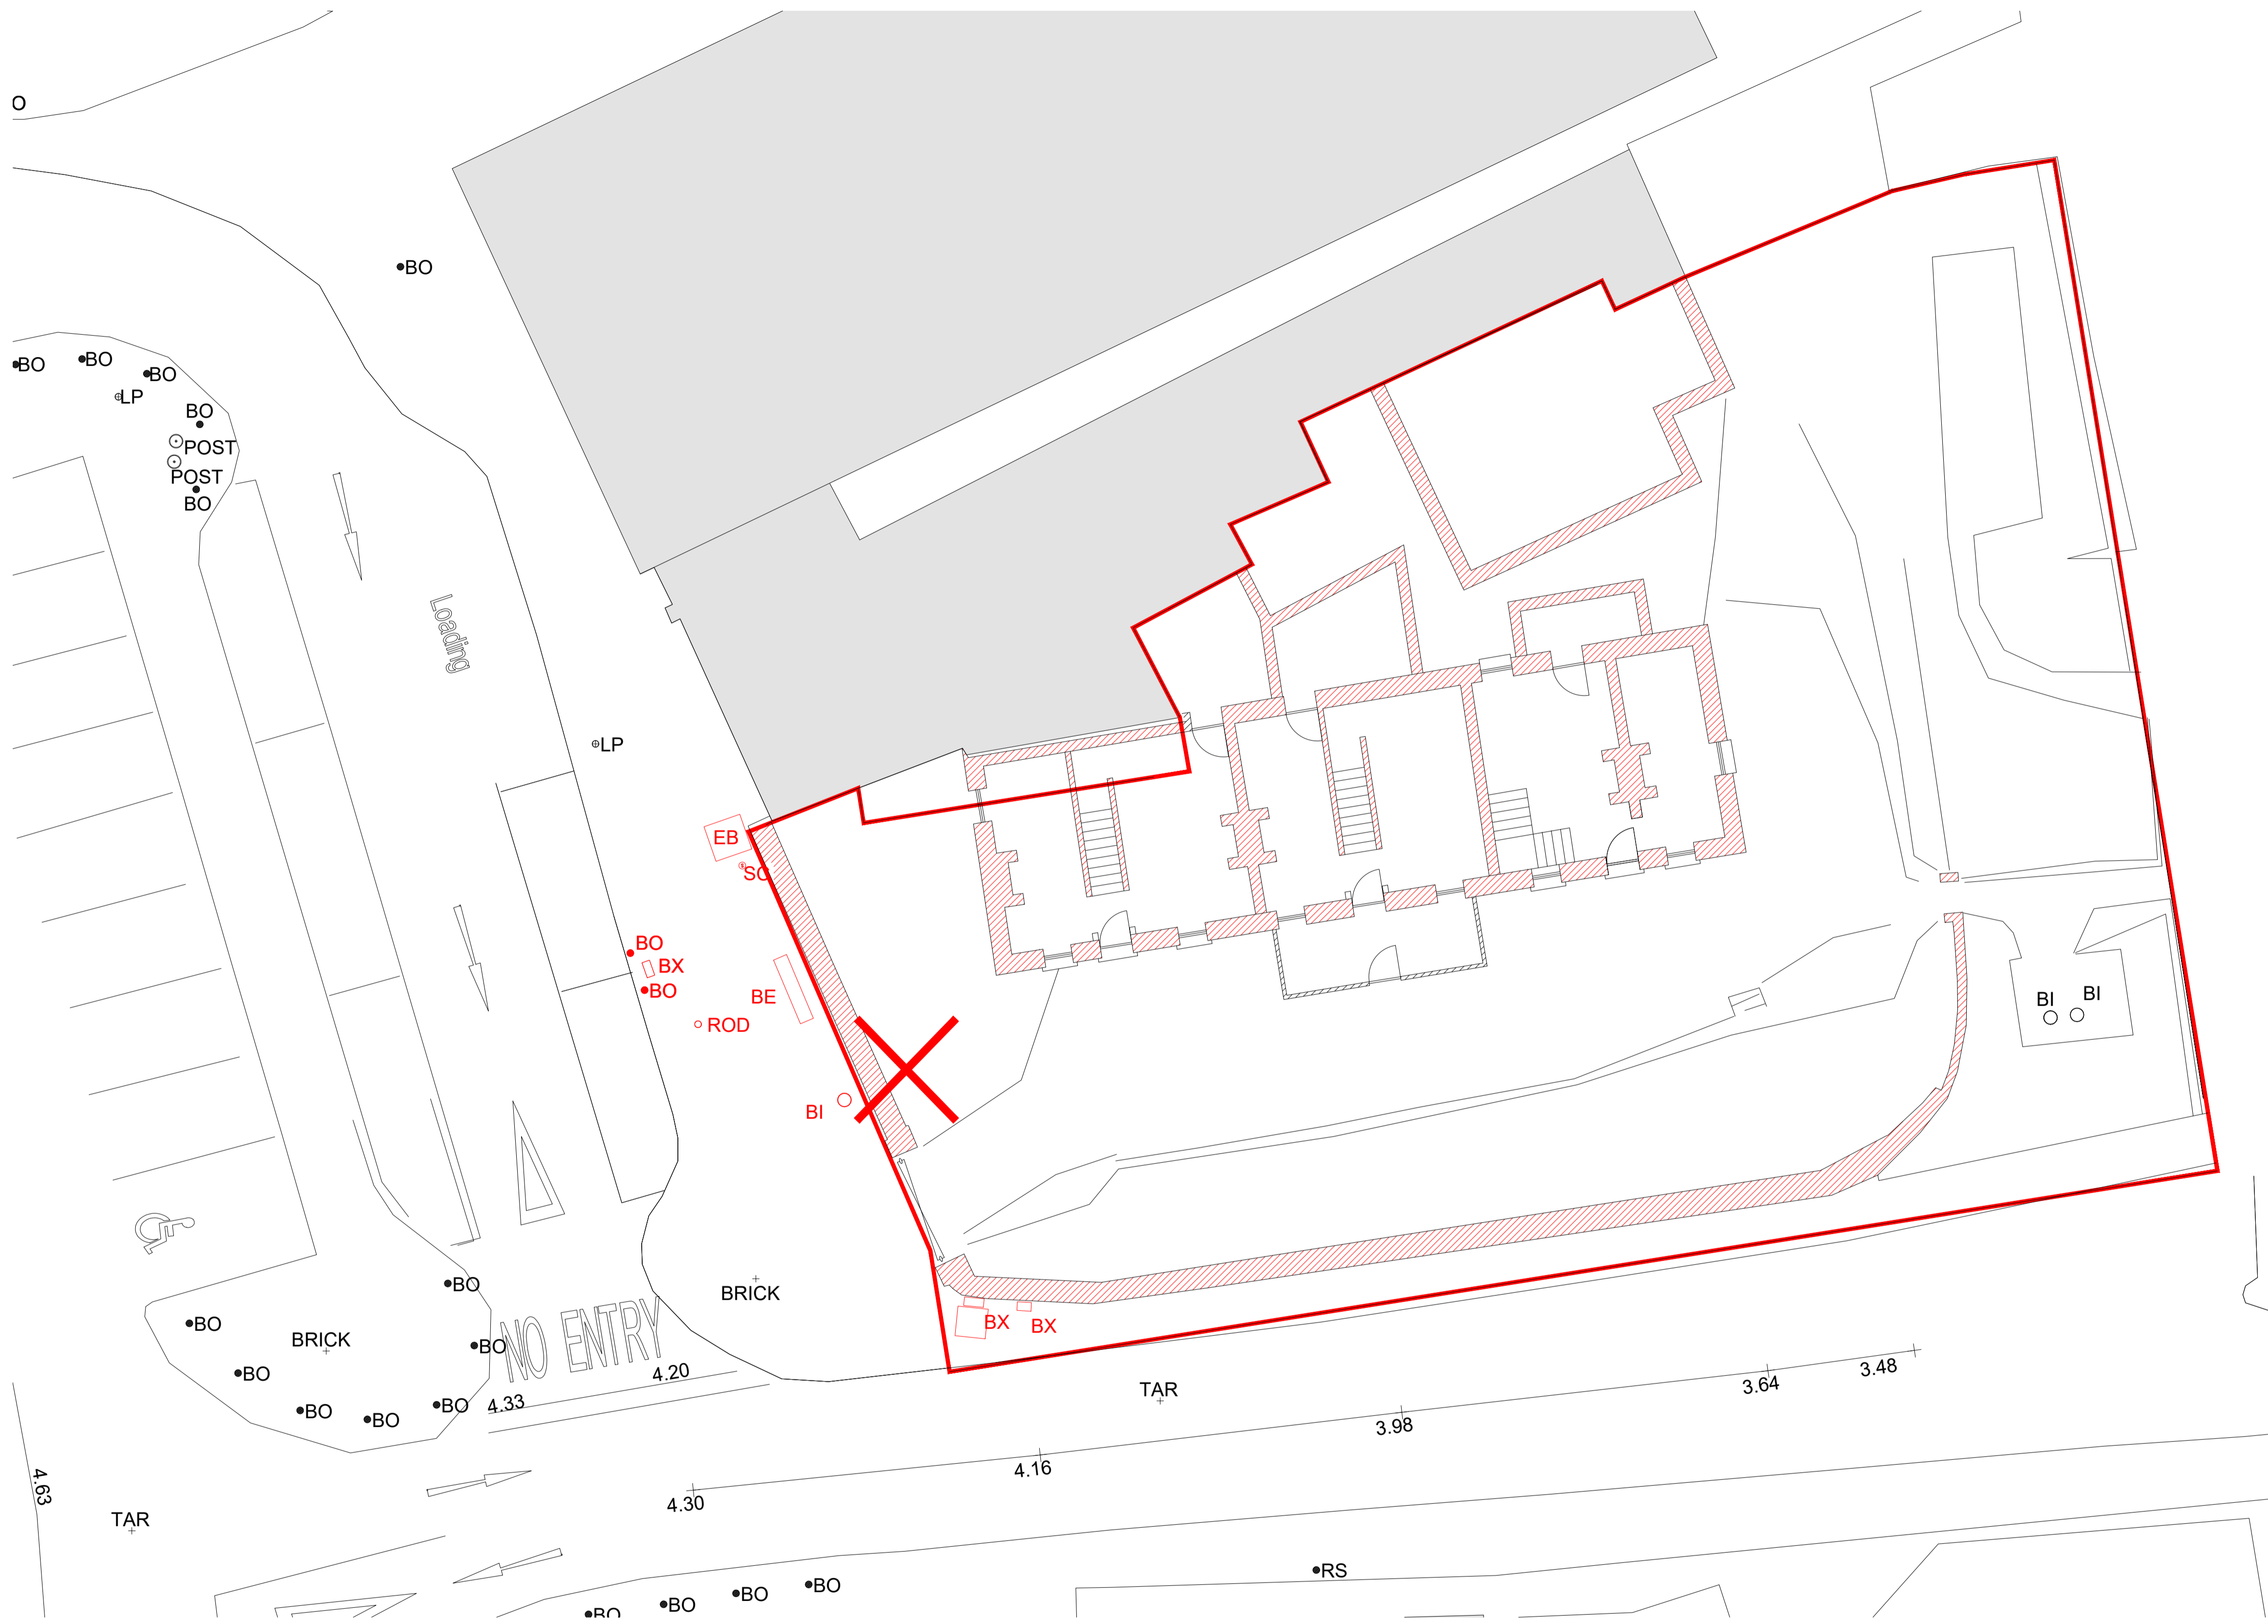 O
BO
BO
BO
BO
LP
BO
POST
POST
BO
Loading
LP
EB
SC
BO
BX
BO
BE
ROD
BI
BI
BI
BO
BRICK
BO
BRICK
BO
BX
BX
NO ENTRY
BO
4.20
3.48
3.64
TAR
4.33
BO
BO
BO
3.98
4.16
4.63
4.30
TAR
RS
BO
BO
BO
BO